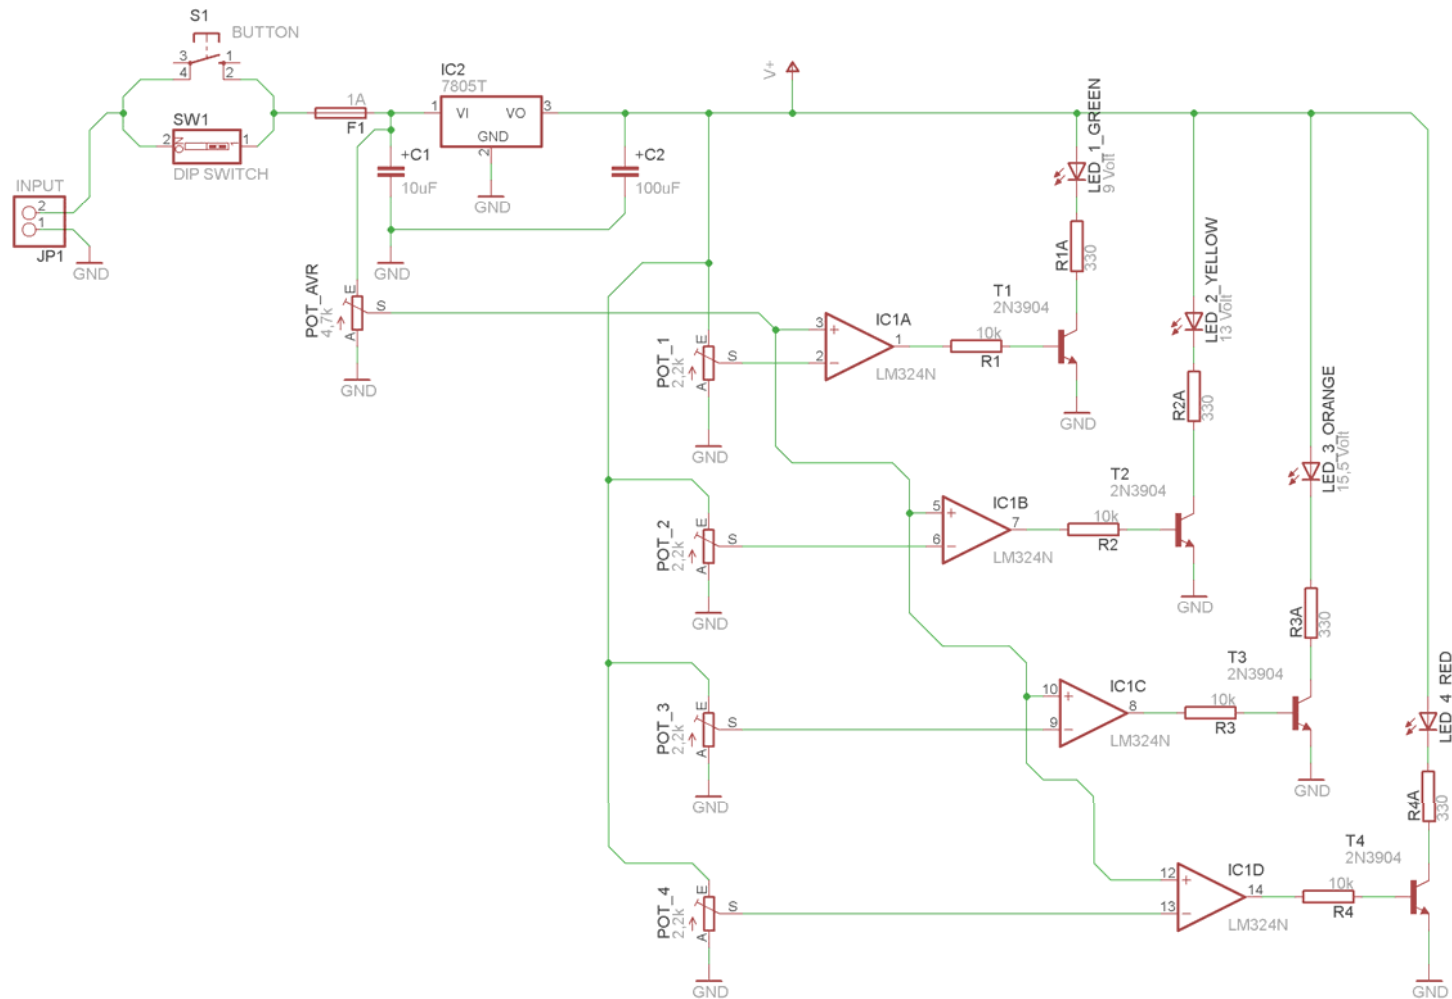 S1
BUTTON
3
1
4
2
SW1
2
ON
1
1
DIP SWITCH
INPUT
2
1
JP1
GND
1A
F1
+C1
10uF
GND
IC2
7805T
1
VI
VO
3
GND
2
GND
+C2
100uF
V+
POT_AVR
4,7k
E
S
A
GND
POT_1
2,2k
E
S
A
GND
3
+
2
−
1
IC1A
LM324N
10k
R1
T1
2N3904
GND
LED_1_GREEN
9 Volt
R1A
330
POT_2
2,2k
E
S
A
GND
5
+
6
−
7
IC1B
LM324N
10k
R2
T2
2N3904
GND
LED_2_YELLOW
13 Volt
R2A
330
POT_3
2,2k
E
S
A
GND
10
+
9
−
8
IC1C
LM324N
10k
R3
T3
2N3904
GND
LED_3_ORANGE
15,5 Volt
R3A
330
POT_4
2,2k
E
S
A
GND
12
+
13
−
14
IC1D
LM324N
10k
R4
T4
2N3904
GND
LED_4_RED
R4A
330